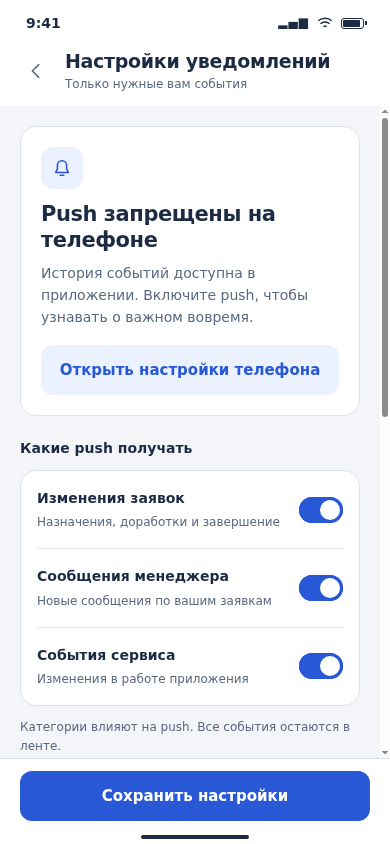 9:41
Настройки уведомлений
Только нужные вам события
Push запрещены на
телефоне
История событий доступна в
приложении. Включите push, чтобы
узнавать о важном вовремя.
Открыть настройки телефона
Какие push получать
Изменения заявок
Назначения, доработки и завершение
Сообщения менеджера
Новые сообщения по вашим заявкам
События сервиса
Изменения в работе приложения
Категории влияют на push. Все события остаются в
ленте.
Сохранить настройки